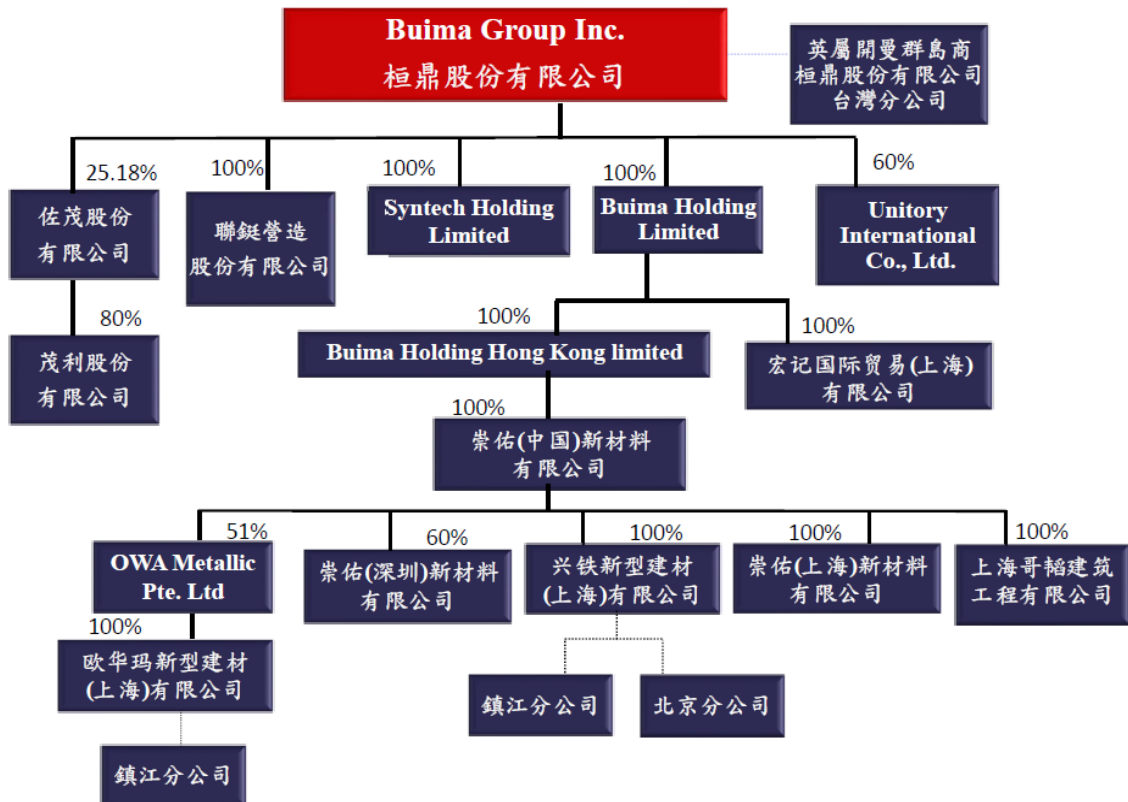 Buima Group Inc.
桓鼎股份有限公司
英屬開曼群島商
桓鼎股份有限公司
台灣分公司
25.18%
100%
100%
100%
60%
佐茂股份
有限公司
聯鋌營造
股份有限公司
Syntech Holding
Limited
Buima Holding
Limited
Unitory
International
Co., Ltd.
80%
100%
100%
茂利股份
有限公司
Buima Holding Hong Kong limited
宏记国际贸易(上海)
有限公司
100%
崇佑(中国)新材料
有限公司
51%
60%
100%
100%
100%
OWA Metallic
Pte. Ltd
崇佑(深圳)新材料
有限公司
兴铁新型建材
(上海)有限公司
崇佑(上海)新材料
有限公司
上海哥韬建筑
工程有限公司
100%
欧华玛新型建材
(上海)有限公司
鎮江分公司
北京分公司
鎮江分公司